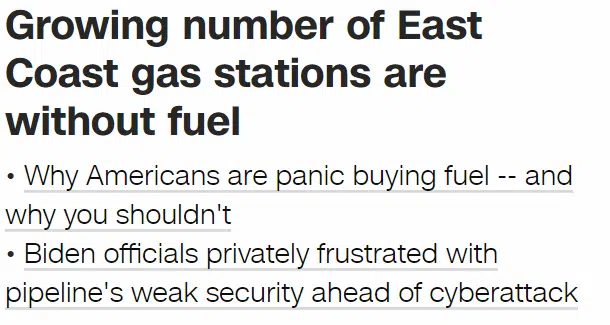 Growing number of East
Coast gas stations are
without fuel
• Why Americans are panic buying fuel -- and
why you shouldn't
• Biden officials privately frustrated with
pipeline's weak security ahead of cyberattack